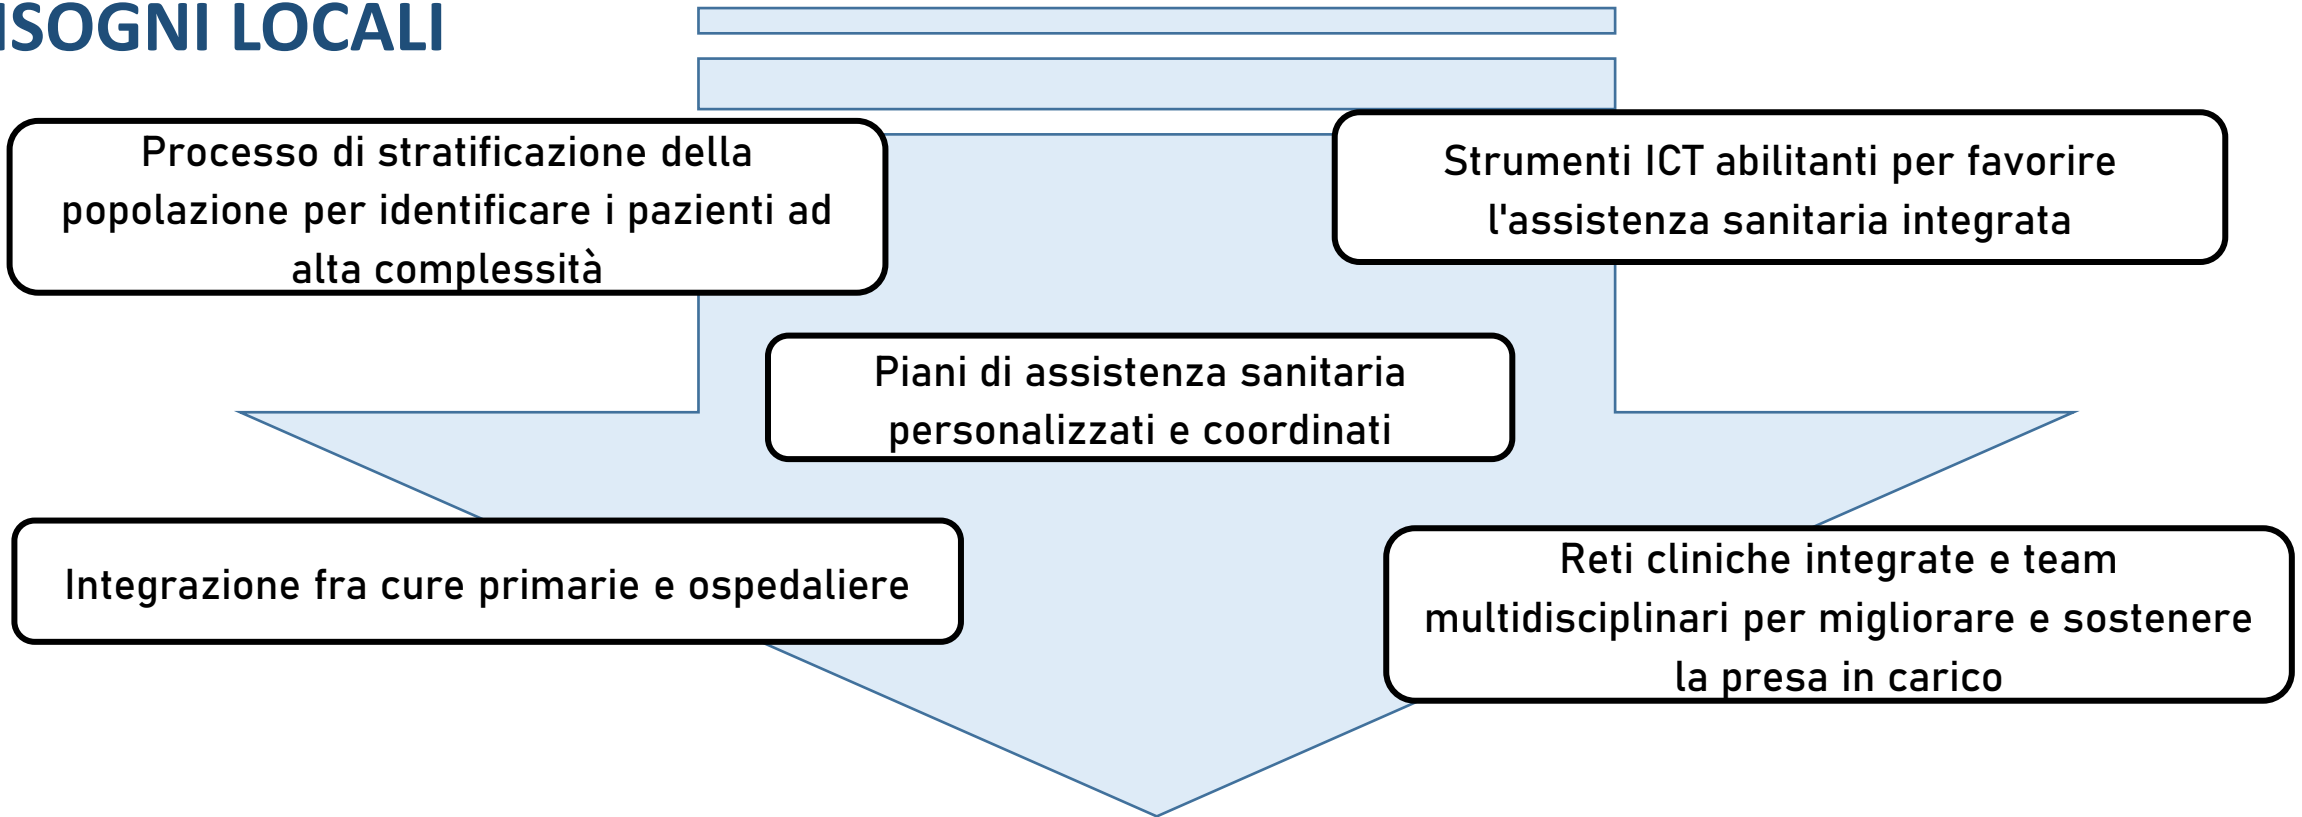 ISOGNI LOCALI
Processo di stratificazione della
popolazione per identificare i pazienti ad
alta complessità
Strumenti ICT abilitanti per favorire
l'assistenza sanitaria integrata
Piani di assistenza sanitaria
personalizzati e coordinati
Integrazione fra cure primarie e ospedaliere
Reti cliniche integrate e team
multidisciplinari per migliorare e sostenere
la presa in carico